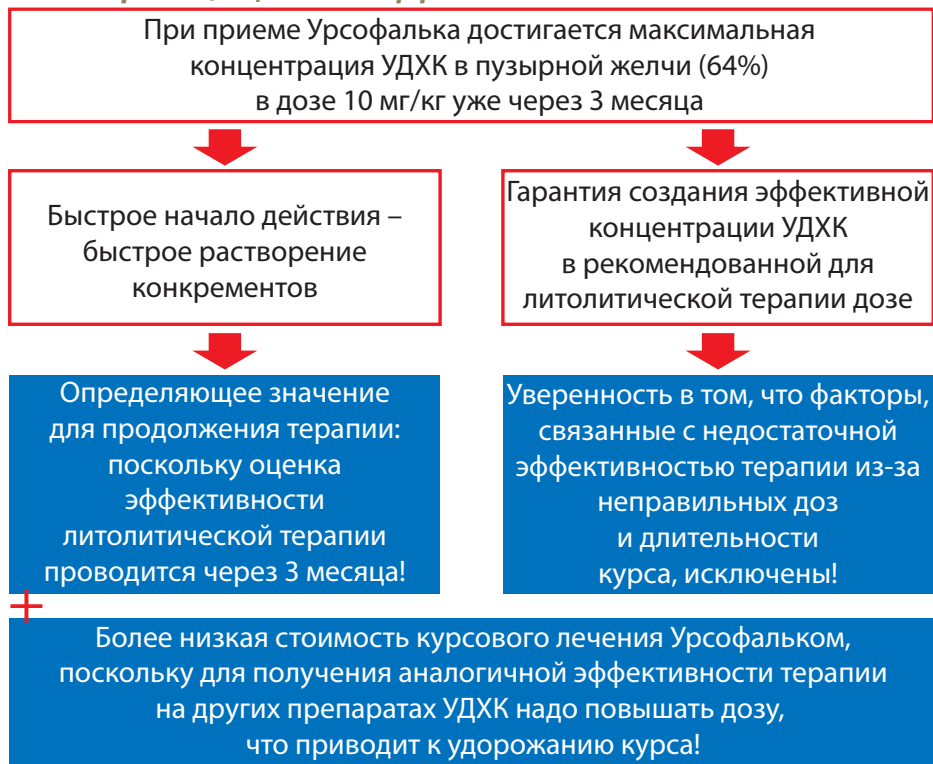 При приеме Урсофалька достигается максимальная
концентрация УДХК в пузырной желчи (64%)
в дозе 10 мг/кг уже через 3 месяца
Быстрое начало действия –
быстрое растворение
конкрементов
Гарантия создания эффективной
концентрации УДХК
в рекомендованной для
литолитической терапии дозе
Определяющее значение
для продолжения терапии:
поскольку оценка
эффективности
литолитической терапии
проводится через 3 месяца!
Уверенность в том, что факторы,
связанные с недостаточной
эффективностью терапии из-за
неправильных доз
и длительности
курса, исключены!
+
Более низкая стоимость курсового лечения Урсофальком,
поскольку для получения аналогичной эффективности терапии
на других препаратах УДХК надо повышать дозу,
что приводит к удорожанию курса!